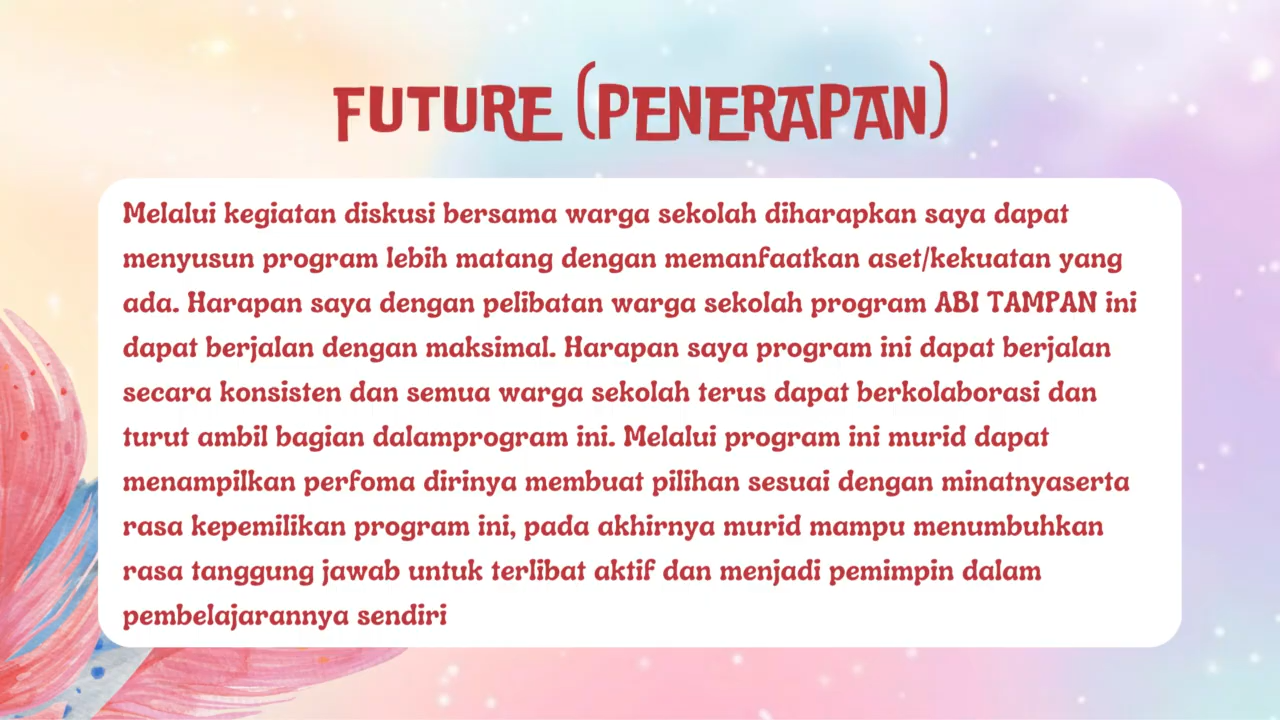 FUTURE (PENERAPAN)
Melalui kegiatan diskusi bersama warga sekolah diharapkan saya dapat
menyusun program lebih matang dengan memanfaatkan aset/kekuatan yang
ada. Harapan saya dengan pelibatan warga sekolah program ABI TAMPAN ini
dapat berjalan dengan maksimal. Harapan saya program ini dapat berjalan
secara konsisten dan semua warga sekolah terus dapat berkolaborasi dan
turut ambil bagian dalamprogram ini. Melalui program ini murid dapat
menampilkan perfoma dirinya membuat pilihan sesuai dengan minatnyaserta
rasa kepemilikan program ini, pada akhirnya murid mampu menumbuhkan
rasa tanggung jawab untuk terlibat aktif dan menjadi pemimpin dalam
pembelajarannya sendiri